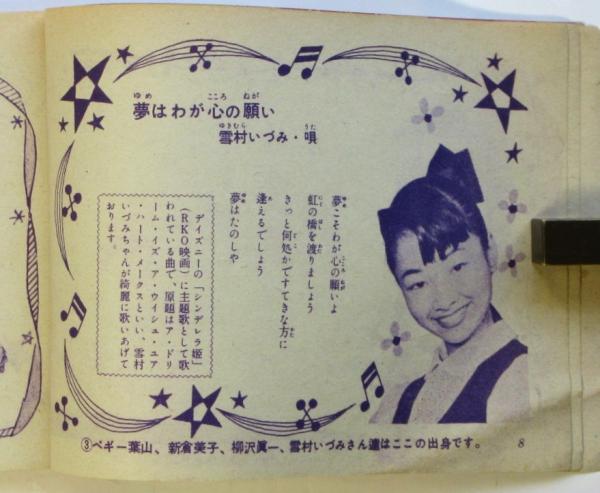 夢はわが心の願い
雪村いづみ・唄
夢こそわが心の願いよ
虹の橋を渡りましょう
きっと何処かですてきな方に
逢えるでしょう
夢はたのしや
デイズニーの「シンデレラ姫」
(RKO映画)に主題歌として歌
われている曲で、原題はア・ドリ
ーム・イズ・ア・ウイシュ・ユア
・ハート・メークスといい、雪村
いづみちゃんが綺麗に歌いあげて
おります。
③ペギー葉山、新倉美子、柳沢眞一、雪村いづみさん達はここの出身です。
8